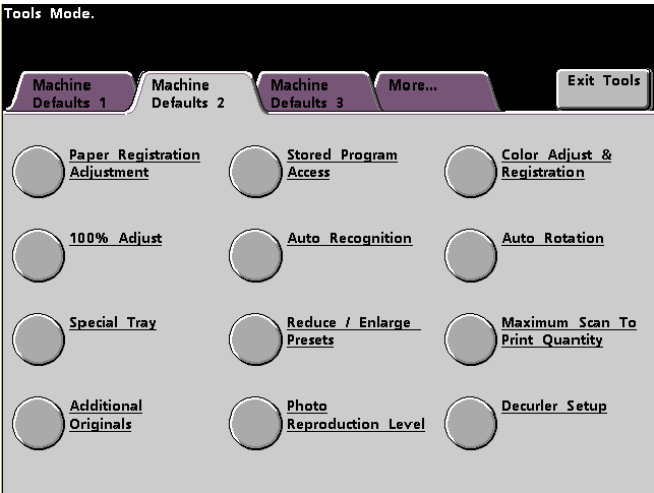 Tools Mode.
Machine
Defaults 1
Machine
Defaults 2
Machine
Defaults 3
More...
Exit Tools
Paper Registration
Adjustment
Stored Program
Access
Color Adjust &
Registration
100% Adjust
Auto Recognition
Auto Rotation
Special Tray
Reduce / Enlarge
Presets
Maximum Scan To
Print Quantity
Additional
Originals
Photo
Reproduction Level
Decurler Setup